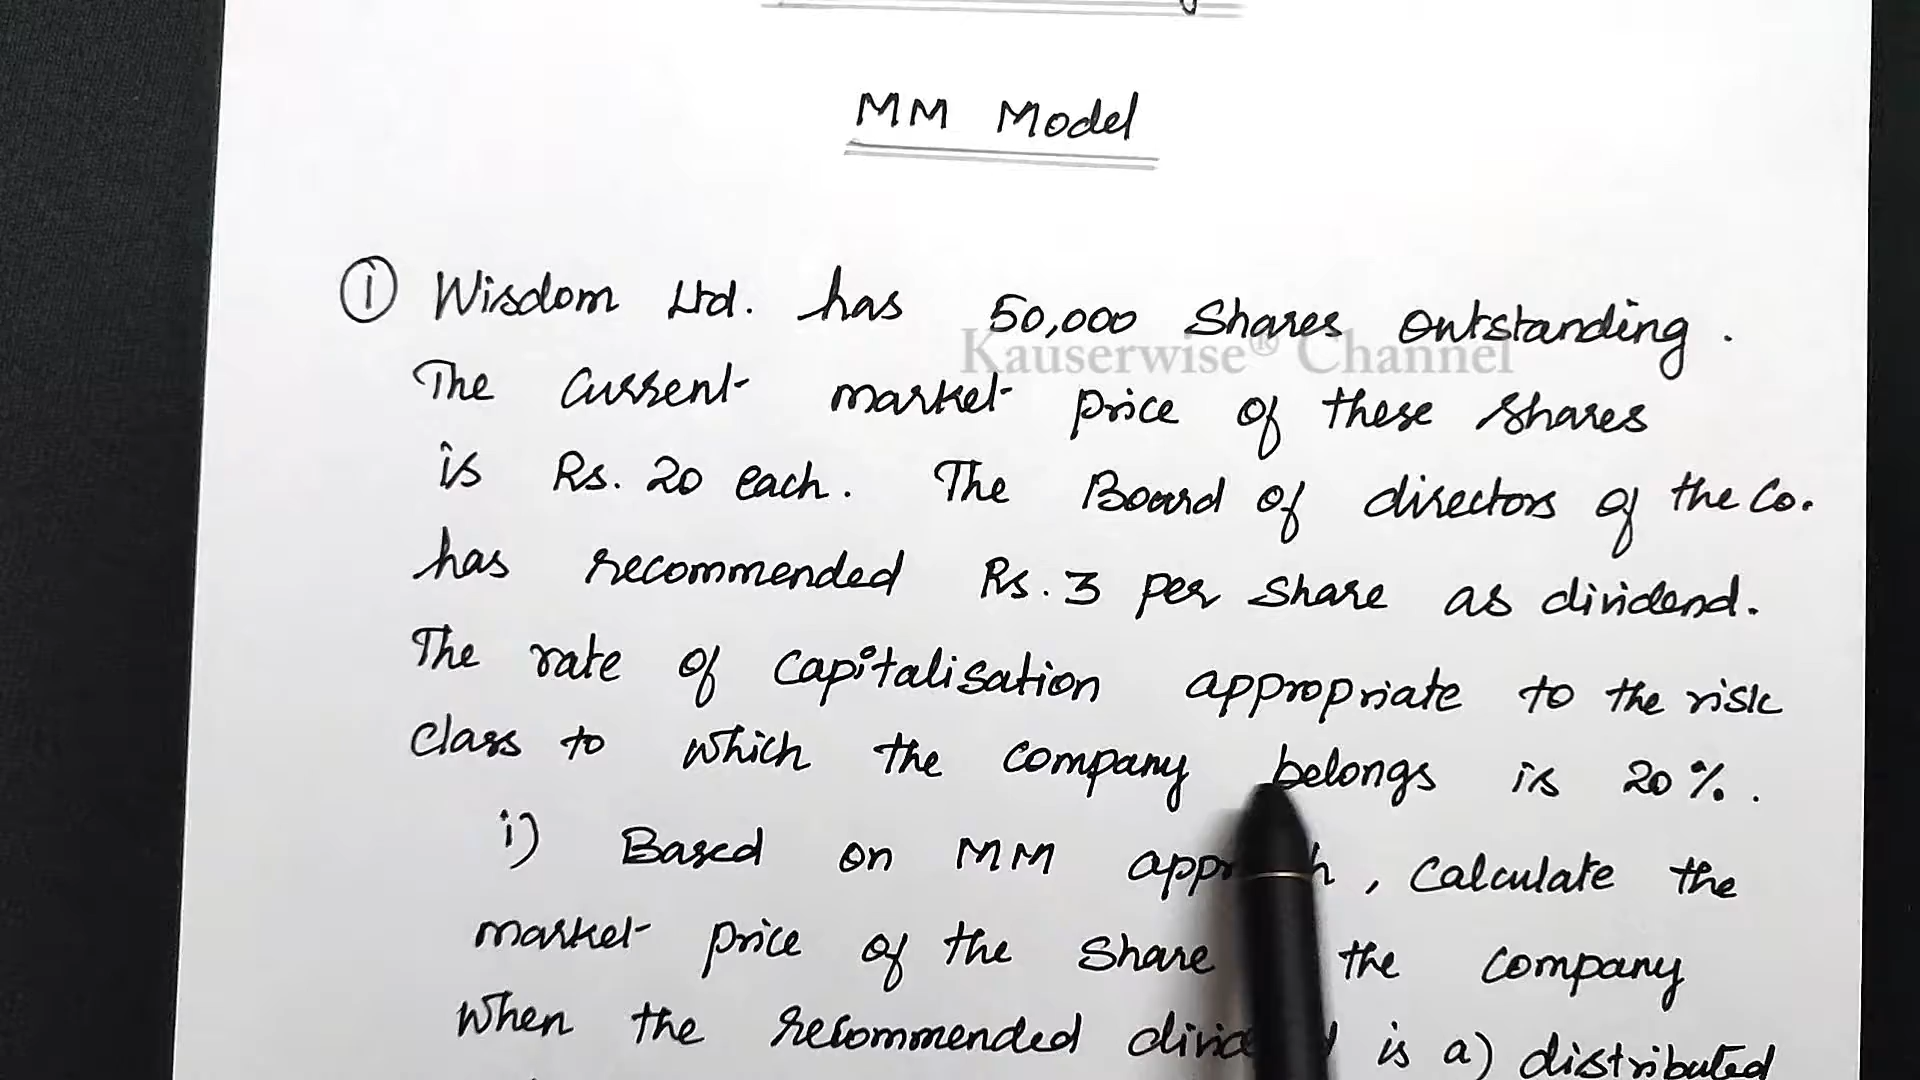 MM Model
① Wisdom Ltd. has 50,000 Shares outstanding.
Kauserwise® Channel
The Current market price of these shares
is Rs. 20 each. The Board of directors of the Co.
has recommended Rs. 3 per Share as dividend.
The rate of Capitalisation appropriate to the risk
class to which the company belongs is 20%.
i) Based on MM , Calculate the
market price of the Share the company
When the recommended is a) distributed